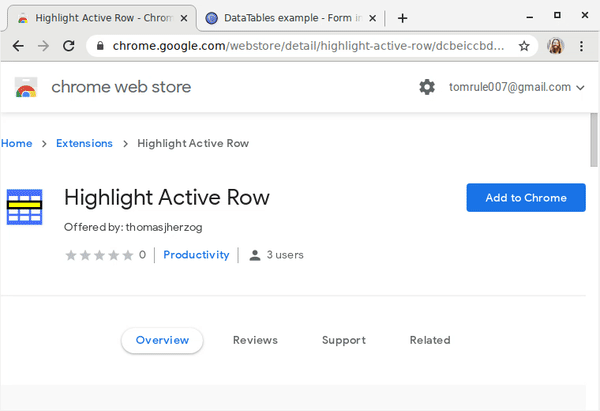 Highlight Active Row - Chrom
DataTables example - Form in
chrome.google.com/webstore/detail/highlight-active-row/dcbeiccbd...
chrome web store
tomrule007@gmail.com
Home > Extensions > Highlight Active Row
Highlight Active Row
Add to Chrome
Offered by: thomasjherzog
0 Productivity 3 users
Overview Reviews Support Related